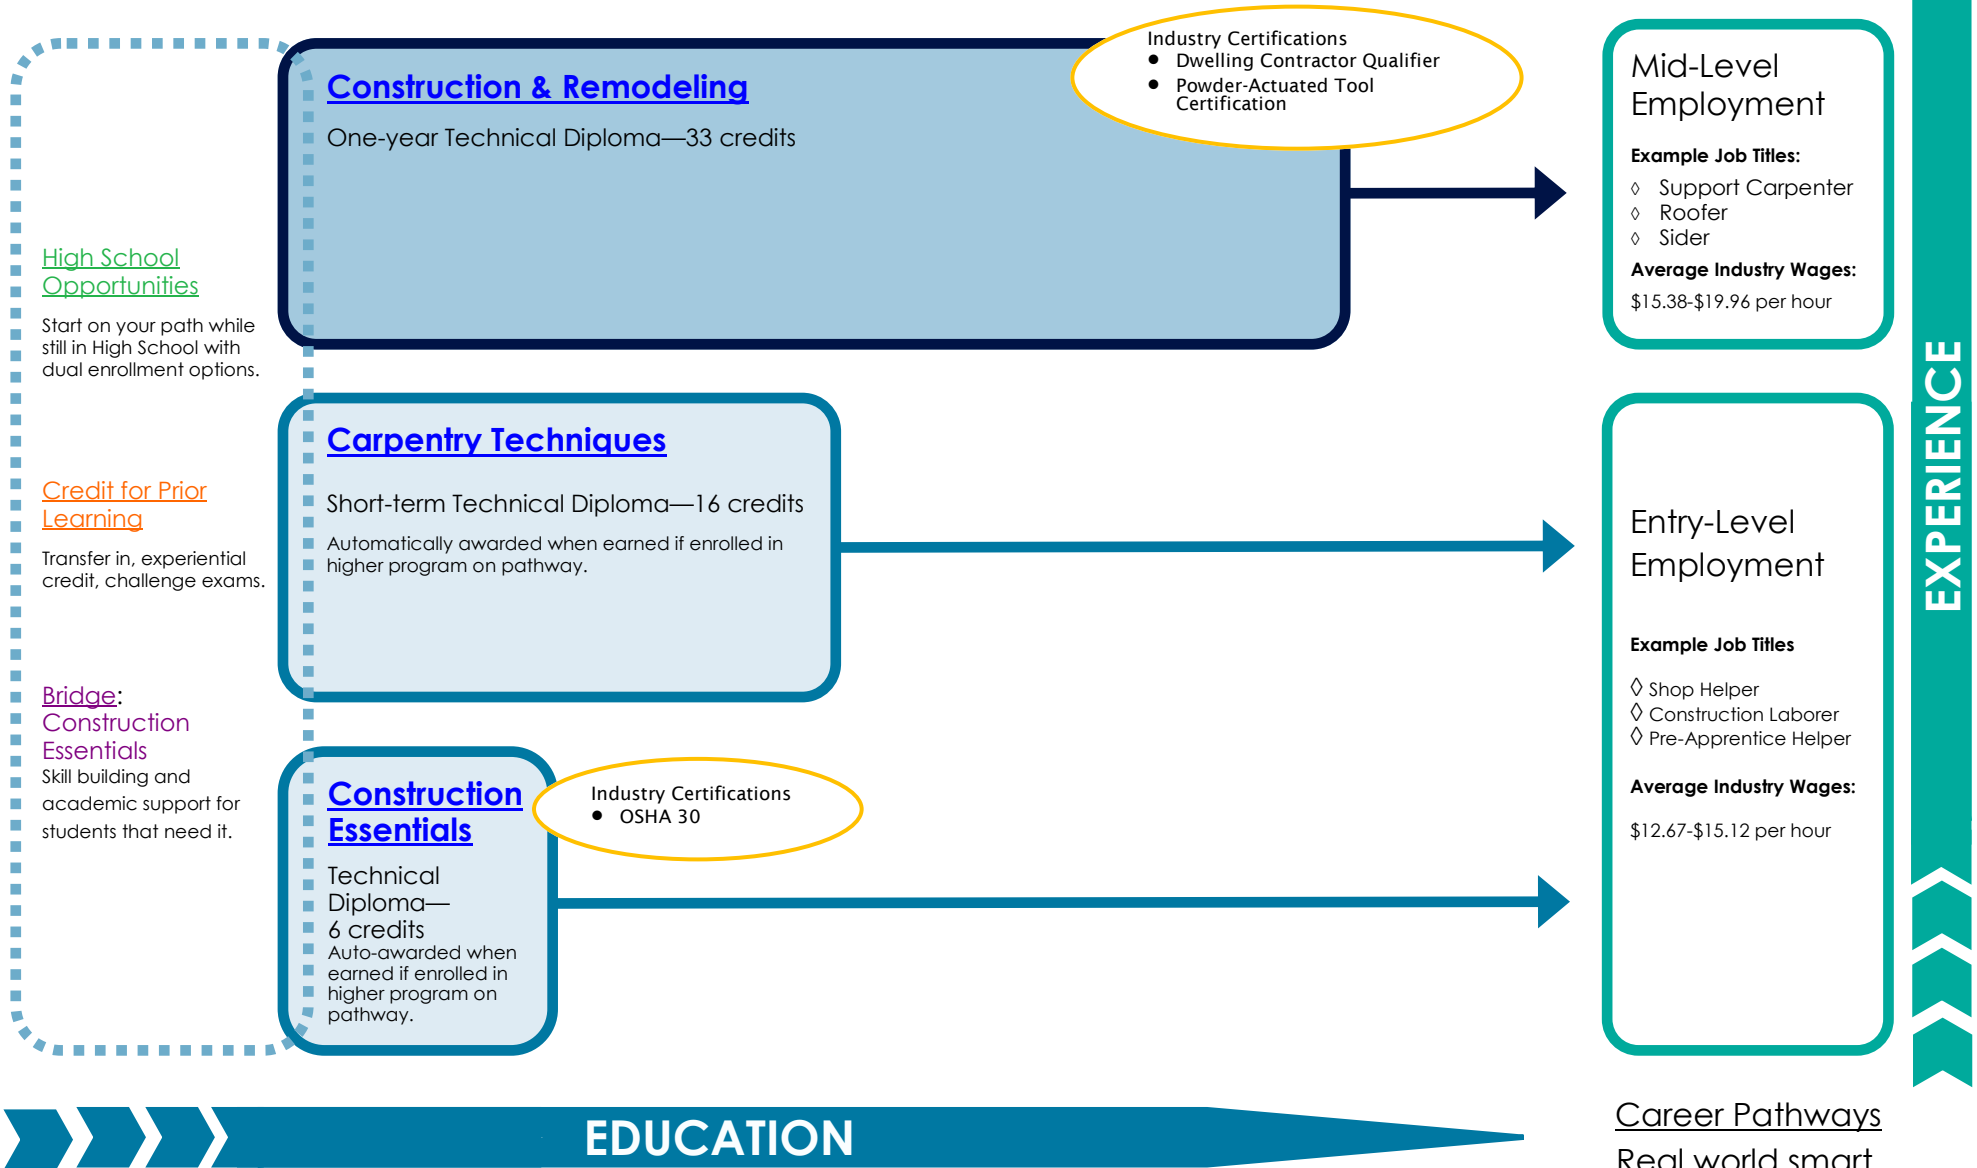 Industry Certifications
● Dwelling Contractor Qualifier
● Powder-Actuated Tool
Certification
Construction & Remodeling
One-year Technical Diploma—33 credits
Mid-Level
Employment
Example Job Titles:
◊ Support Carpenter
◊ Roofer
◊ Sider
Average Industry Wages:
$15.38-$19.96 per hour
High School
Opportunities
Start on your path while
still in High School with
dual enrollment options.
Credit for Prior
Learning
Transfer in, experiential
credit, challenge exams.
Bridge:
Construction
Essentials
Skill building and
academic support for
students that need it.
Carpentry Techniques
Short-term Technical Diploma—16 credits
Automatically awarded when earned if enrolled in
higher program on pathway.
Construction
Essentials
Technical
Diploma—
6 credits
Auto-awarded when
earned if enrolled in
higher program on
pathway.
Industry Certifications
● OSHA 30
Entry-Level
Employment
Example Job Titles
◊ Shop Helper
◊ Construction Laborer
◊ Pre-Apprentice Helper
Average Industry Wages:
$12.67-$15.12 per hour
EXPERIENCE
EDUCATION
Career Pathways
Real world smart